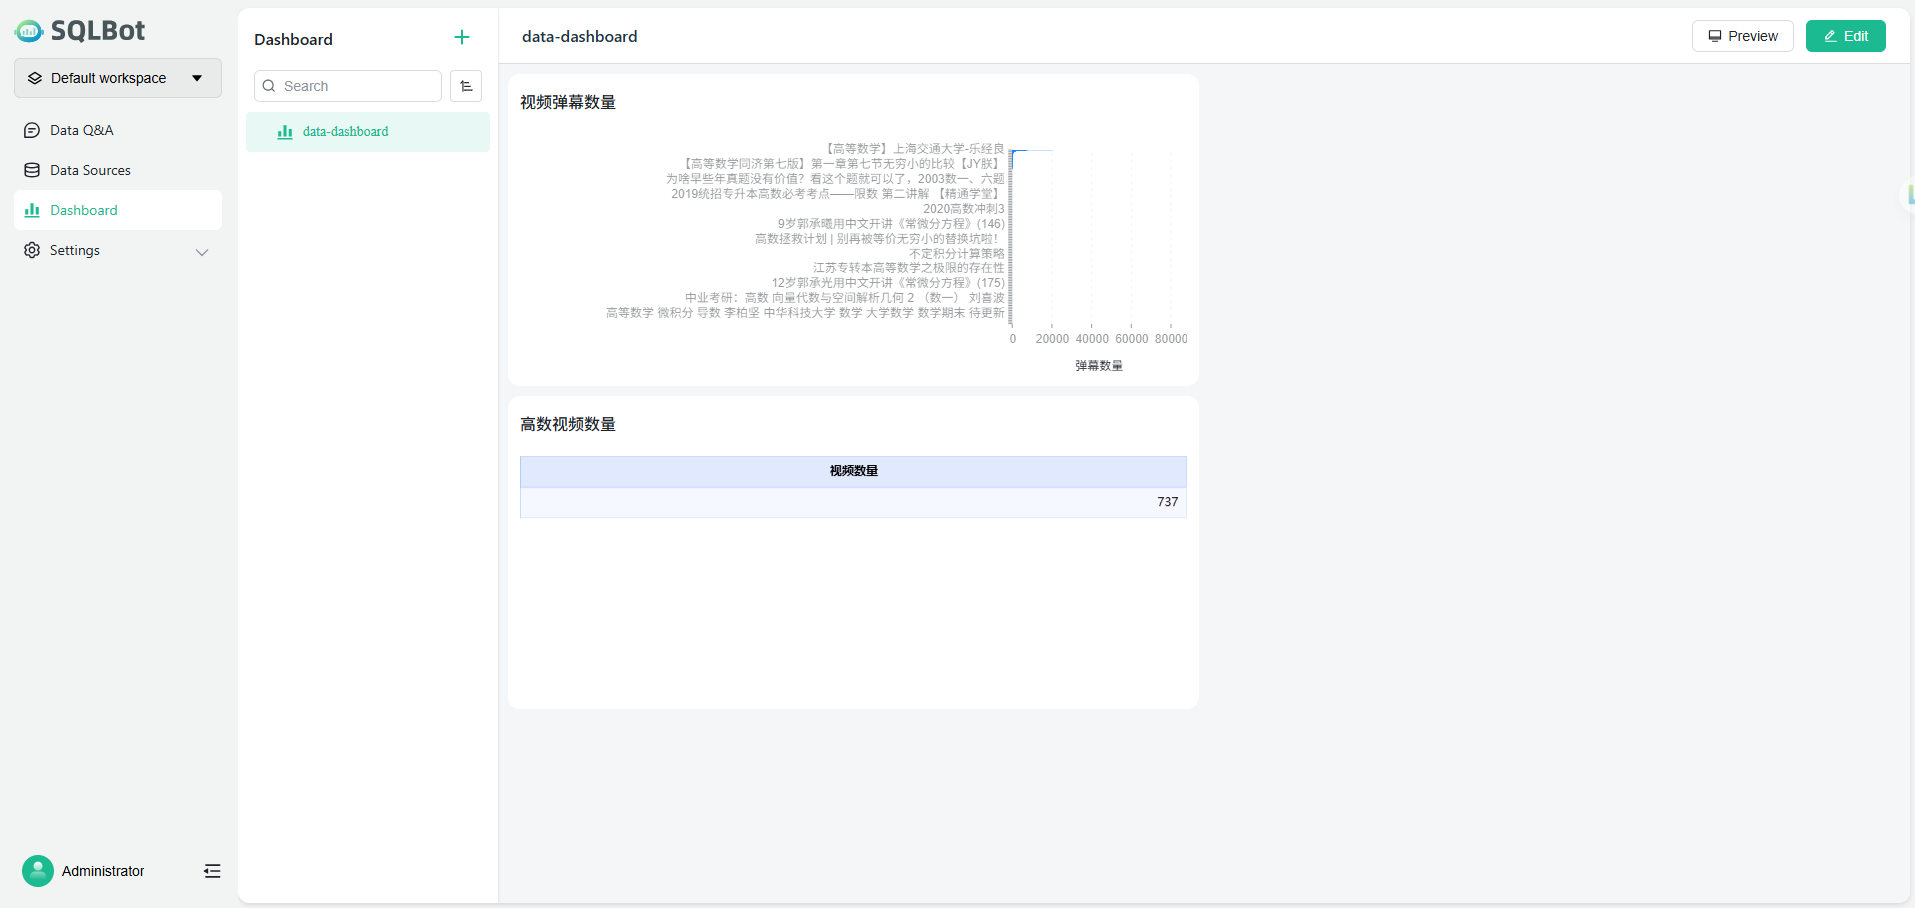 SQLBot
Default workspace
Data Q&A
Data Sources
Dashboard
Settings
Administrator
Dashboard
Search
data-dashboard
data-dashboard
Preview
Edit
视频弹幕数量
【高等数学】上海交通大学-乐经良
【高等数学同济第七版】第一章第七节无穷小的比较【JY朕】
为啥早些年真题没有价值？看这个题就可以了，2003数一、六题
2019统招专升本高数必考考点——限数 第二讲解 【精通学堂】
2020高数冲刺3
9岁郭承曦用中文开讲《常微分方程》(146)
高数拯救计划 | 别再被等价无穷小的替换坑啦！
不定积分计算策略
江苏专转本高等数学之极限的存在性
12岁郭承光用中文开讲《常微分方程》(175)
中业考研：高数 向量代数与空间解析几何 2 （数一） 刘喜波
高等数学 微积分 导数 李柏坚 中华科技大学 数学 大学数学 数学期末 待更新
0 20000 40000 60000 80000
弹幕数量
高数视频数量
视频数量
737